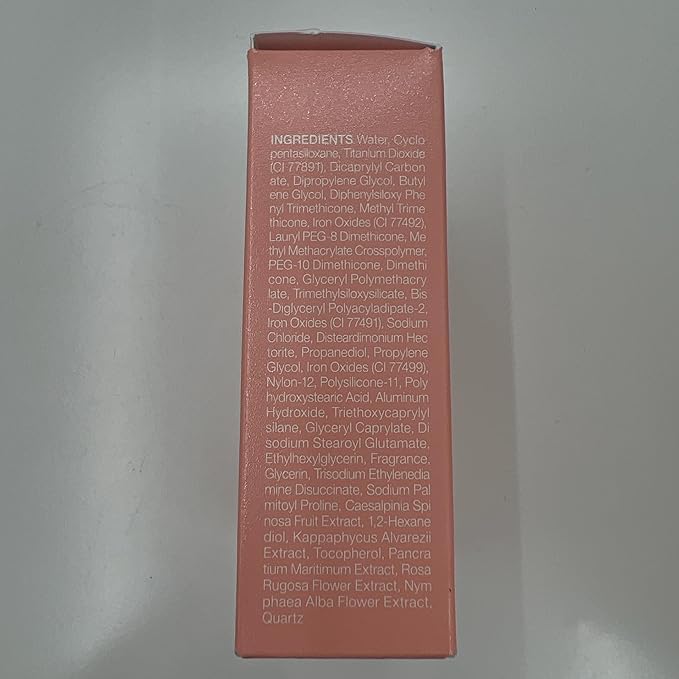 INGREDIENTS Water, Cyclo
pentasiloxane, Titanium Dioxide
(CI 77891), Dicaprylyl Carbon
ate, Dipropylene Glycol, Butyl
ene Glycol, Diphenylsiloxy Phe
nyl Trimethicone, Methyl Trime
thicone, Iron Oxides (CI 77492),
Lauryl PEG-8 Dimethicone, Me
thyl Methacrylate Crosspolymer,
PEG-10 Dimethicone, Dimethi
cone, Glyceryl Polymethacry
late, Trimethylsiloxysilicate, Bis
-Diglyceryl Polyacyladipate-2,
Iron Oxides (CI 77491), Sodium
Chloride, Disteardimonium Hec
torite, Propanediol, Propylene
Glycol, Iron Oxides (CI 77499),
Nylon-12, Polysilicone-11, Poly
hydroxystearic Acid, Aluminum
Hydroxide, Triethoxycaprylyl
silane, Glyceryl Caprylate, Di
sodium Stearoyl Glutamate,
Ethylhexylglycerin, Fragrance,
Glycerin, Trisodium Ethylenedia
mine Disuccinate, Sodium Pal
mitoyl Proline, Caesalpinia Spi
nosa Fruit Extract, 1,2-Hexane
diol, Kappaphycus Alvarezii
Extract, Tocopherol, Pancra
tium Maritimum Extract, Rosa
Rugosa Flower Extract, Nym
phaea Alba Flower Extract,
Quartz